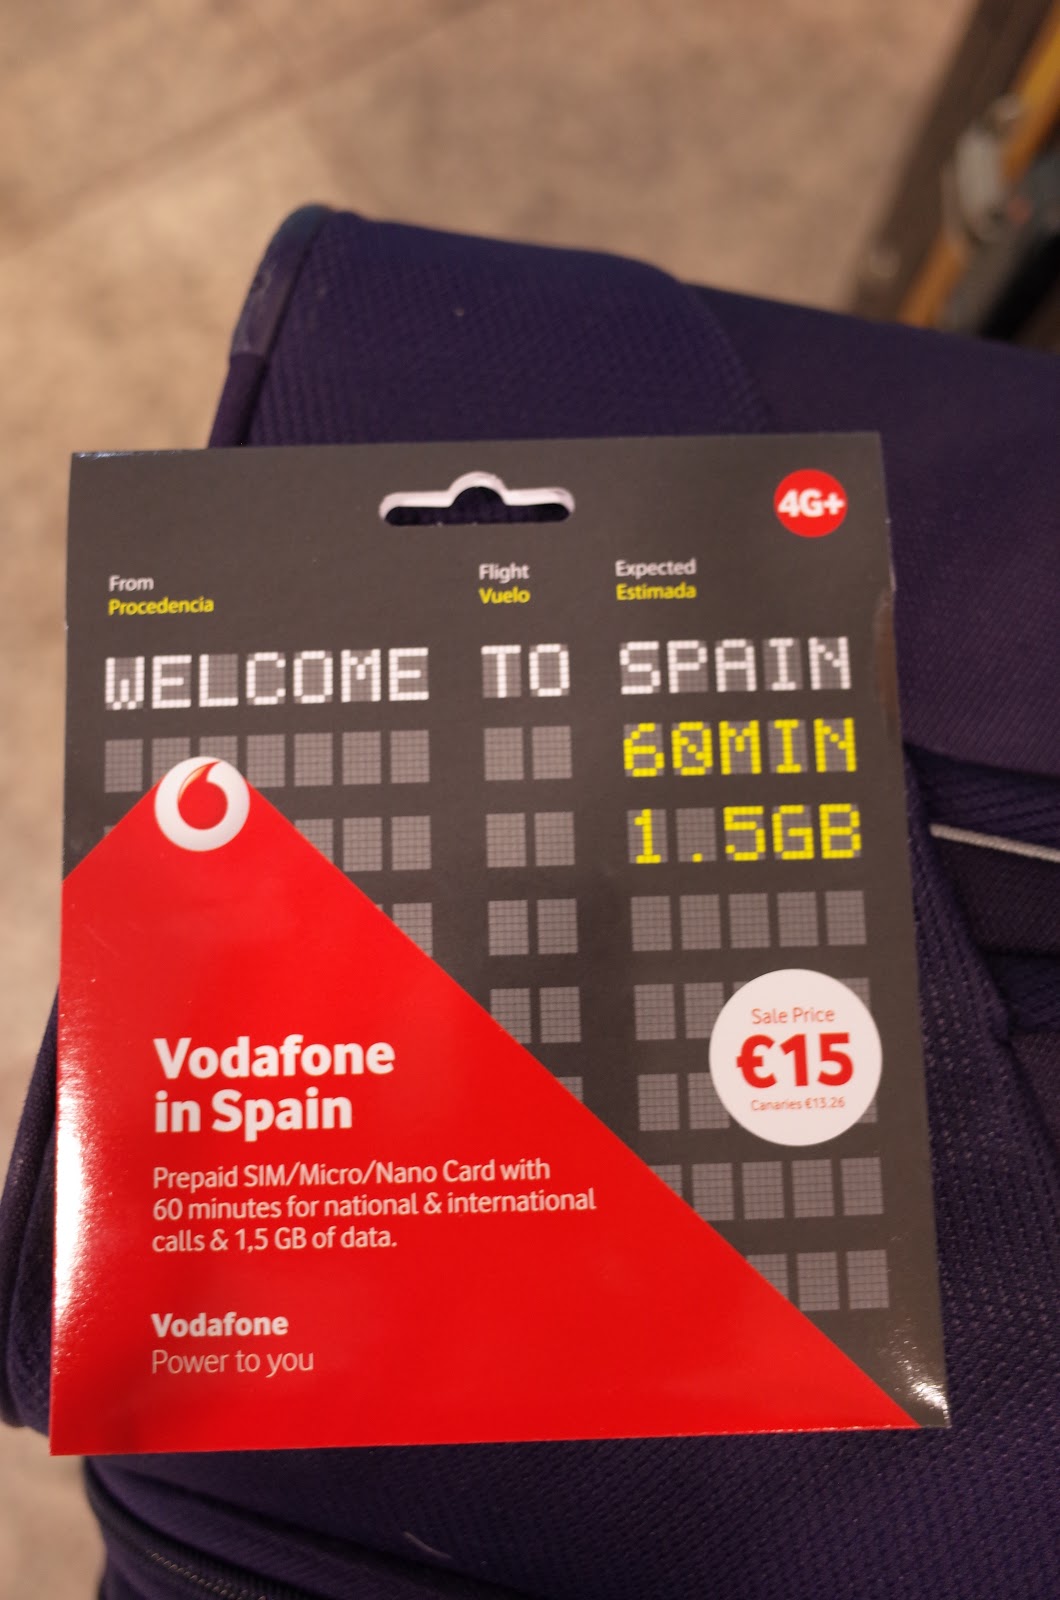 4G+
From Flight Expected
Procedencia Vuelo Estimada
WELCOME TO SPAIN
60MIN
1.5GB
Sale Price
€15
Canaries €13.26
Vodafone
in Spain
Prepaid SIM/Micro/Nano Card with
60 minutes for national & international
calls & 1,5 GB of data.
Vodafone
Power to you